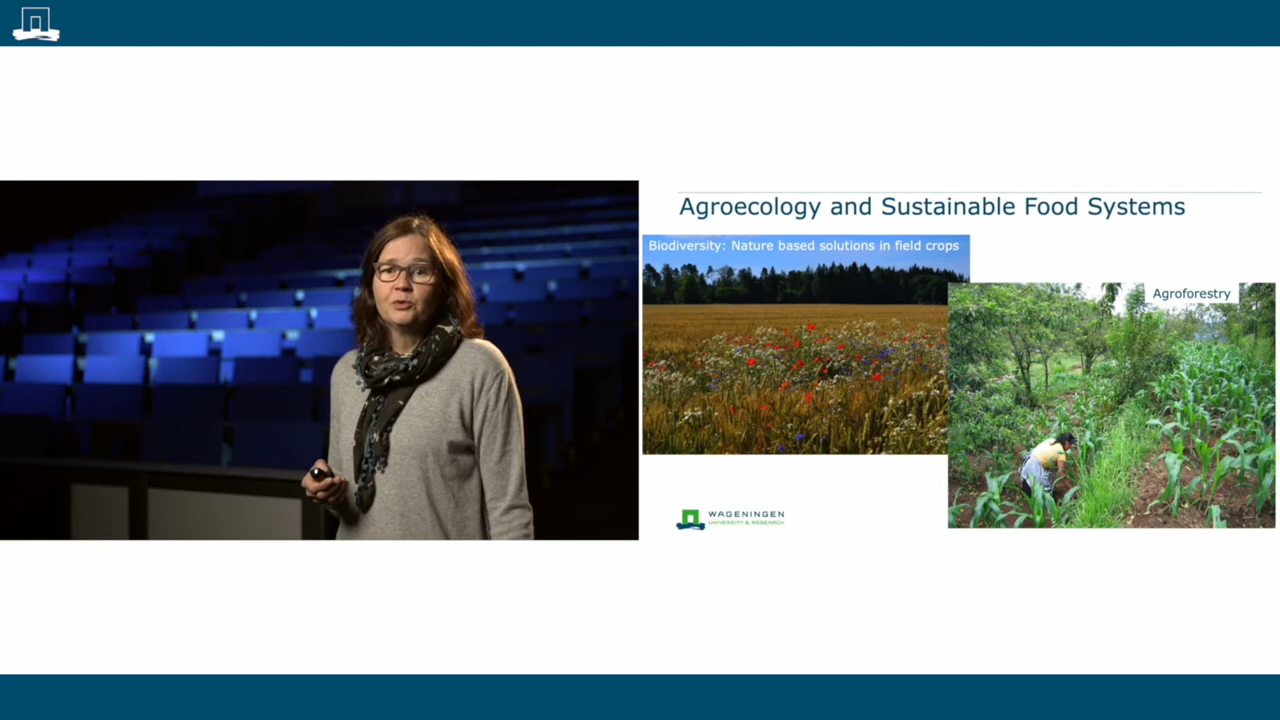 Agroecology and Sustainable Food Systems
Biodiversity: Nature based solutions in field crops
Agroforestry
WAGENINGEN
UNIVERSITY & RESEARCH